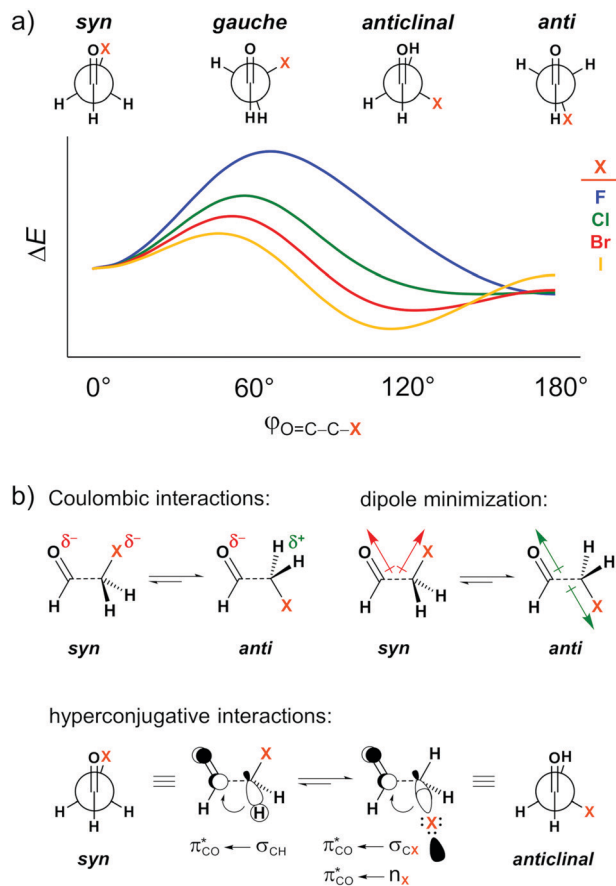 a)
syn gauche anticlinal anti
O X H H
O H X H H
O H H H X
O H H H X
ΔE
X
F
Cl
Br
I
0° 60° 120° 180°
φO=C–C–X
b)
Coulombic interactions: dipole minimization:
O δ− X δ− H H H
O δ− H H δ+ H X
O X H H H
O H H H X
syn anti syn anti
hyperconjugative interactions:
O X H H H
H X H H
H H H X
O H H H X
π*CO ← σCH π*CO ← σCX
π*CO ← nX
syn anticlinal